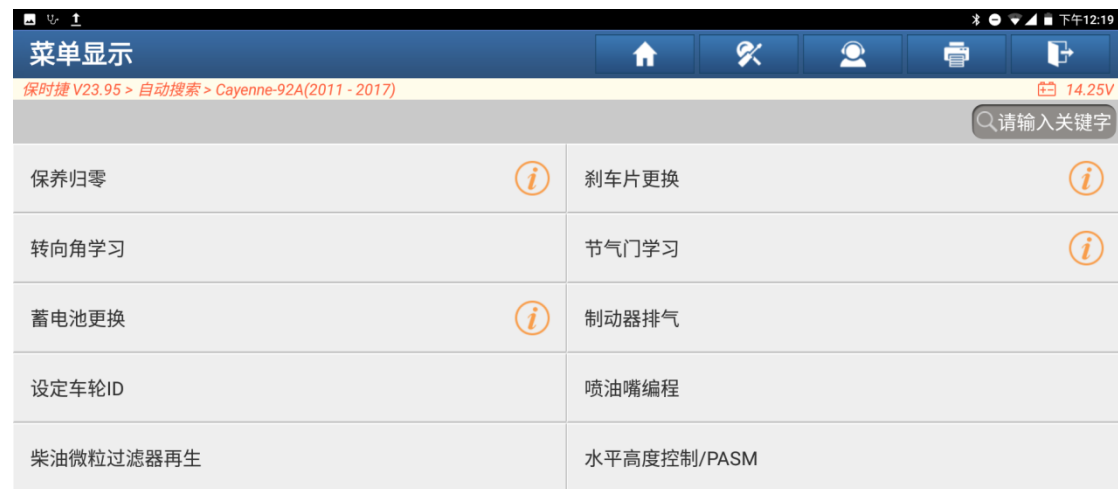 下午12:19
菜单显示
保时捷 V23.95 > 自动搜索 > Cayenne-92A(2011 - 2017)
14.25V
请输入关键字
保养归零
刹车片更换
转向角学习
节气门学习
蓄电池更换
制动器排气
设定车轮ID
喷油嘴编程
柴油微粒过滤器再生
水平高度控制/PASM